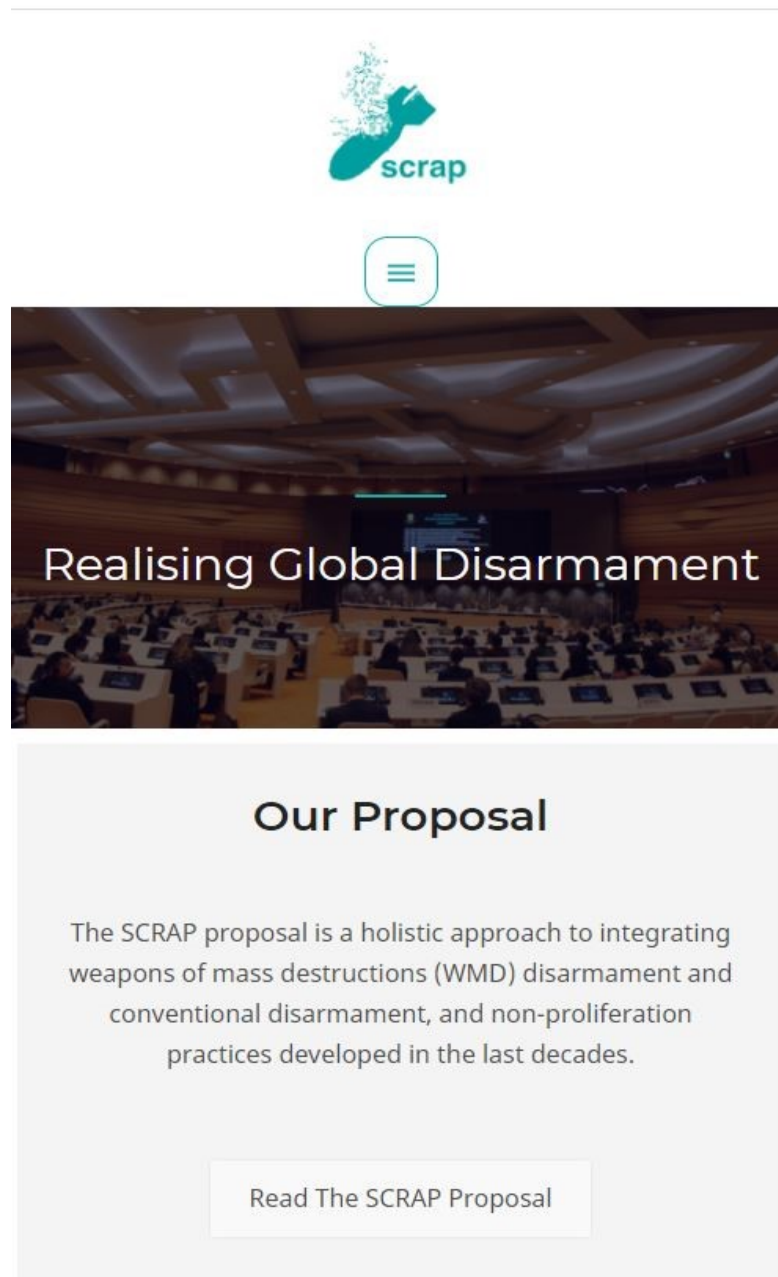 scrap
Realising Global Disarmament
Our Proposal
The SCRAP proposal is a holistic approach to integrating
weapons of mass destructions (WMD) disarmament and
conventional disarmament, and non-proliferation
practices developed in the last decades.
Read The SCRAP Proposal